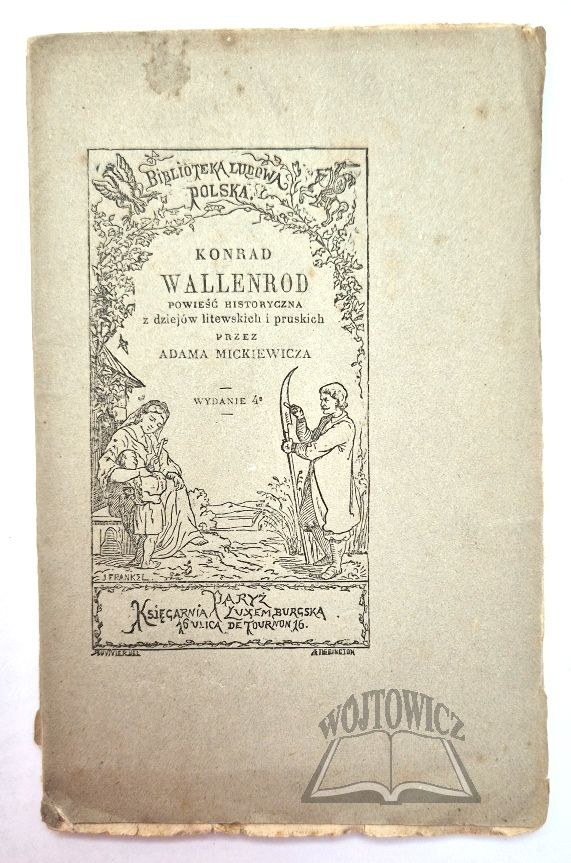 BIBLIOTEKA LUDOWA
POLSKA
KONRAD
WALLENROD
POWIEŚĆ HISTORYCZNA
z dziejów litewskich i pruskich
PRZEZ
ADAMA MICKIEWICZA
WYDANIE 4e
J FRANKEL
PARYŻ
KSIĘGARNIA LUXEMBURGSKA
16 ULICA DE TOURNON 16.
WÓJTOWICZ